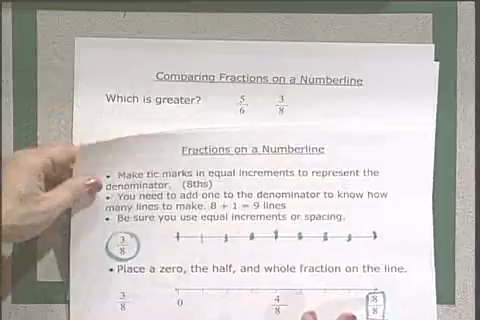 Comparing Fractions on a Numberline
Which is greater? 5/6 3/8
Fractions on a Numberline
• Make tic marks in equal increments to represent the
denominator. (8ths)
• You need to add one to the denominator to know how
many lines to make. 8 + 1 = 9 lines
• Be sure you use equal increments or spacing.
3/8
• Place a zero, the half, and whole fraction on the line.
3/8 0 4/8 8/8